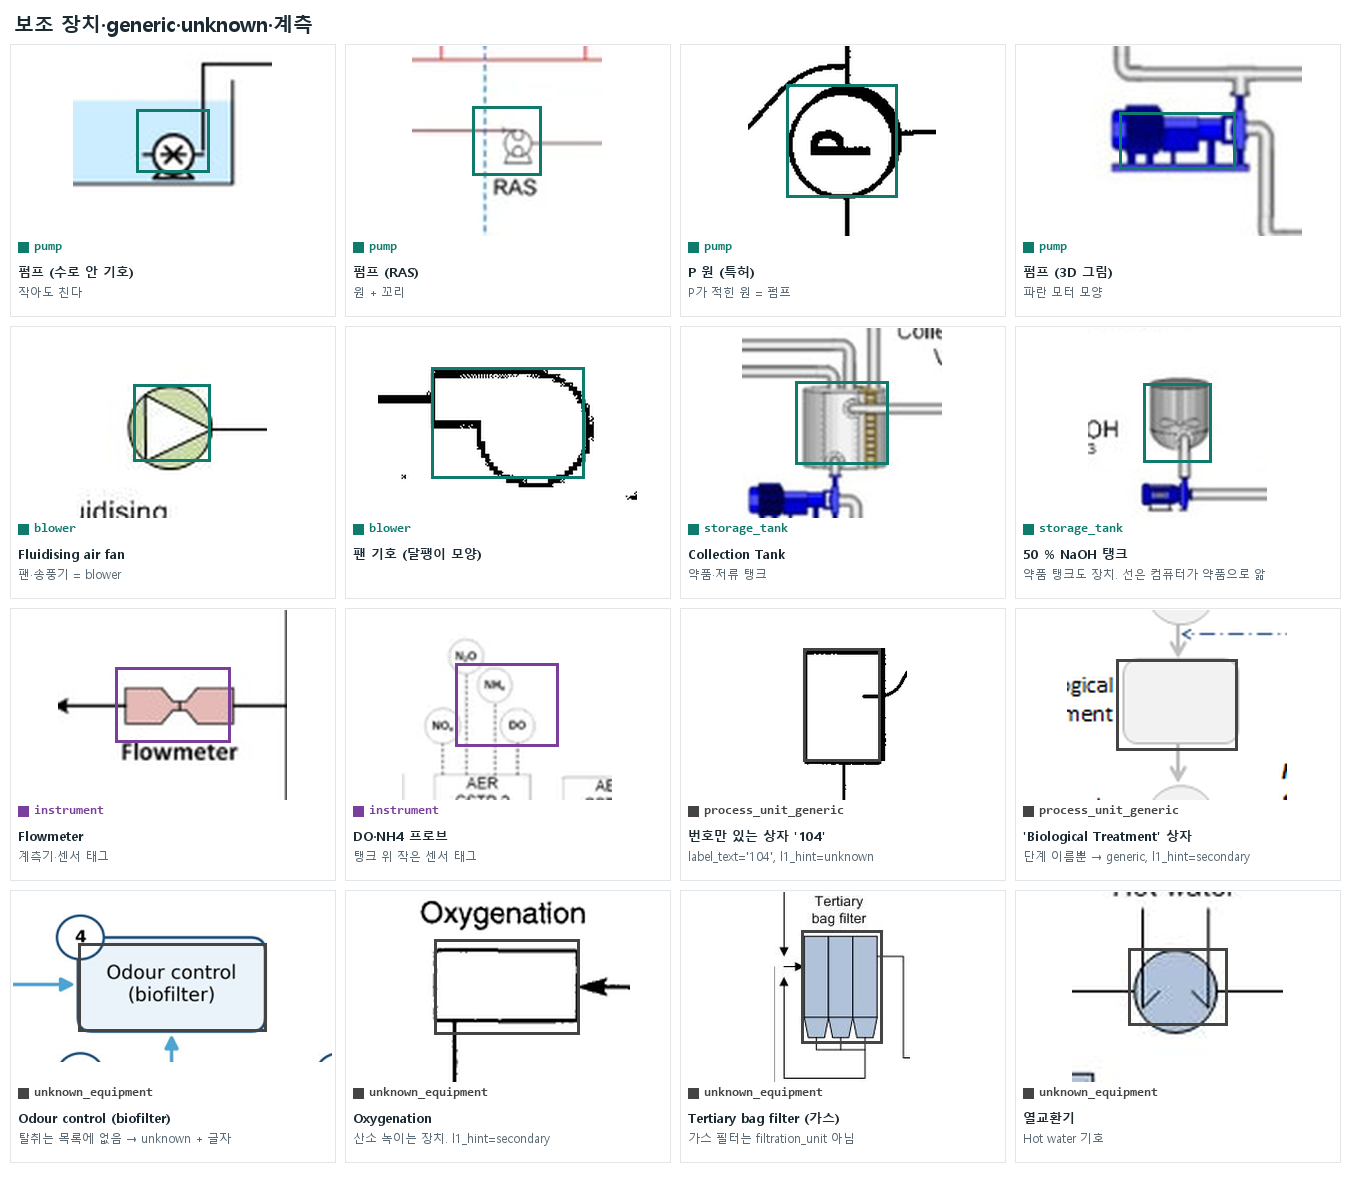 보조 장치·generic·unknown·계측
RAS
P
pump
펌프 (수로 안 기호)
작아도 친다
pump
펌프 (RAS)
원 + 꼬리
pump
P 원 (특허)
P가 적힌 원 = 펌프
pump
펌프 (3D 그림)
파란 모터 모양
uidising
Colle
V
OH
3
blower
Fluidising air fan
팬·송풍기 = blower
blower
팬 기호 (달팽이 모양)
storage_tank
Collection Tank
약품·저류 탱크
storage_tank
50 % NaOH 탱크
약품 탱크도 장치. 선은 컴퓨터가 약품으로 앎
Flowmeter
N₂O
NH₄
DO
AER
gical
ment
instrument
Flowmeter
계측기·센서 태그
instrument
DO·NH4 프로브
탱크 위 작은 센서 태그
process_unit_generic
번호만 있는 상자 '104'
label_text='104', l1_hint=unknown
process_unit_generic
'Biological Treatment' 상자
단계 이름뿐 → generic, l1_hint=secondary
4
Odour control
(biofilter)
Oxygenation
Tertiary
bag filter
Hot water
unknown_equipment
Odour control (biofilter)
탈취는 목록에 없음 → unknown + 글자
unknown_equipment
Oxygenation
산소 녹이는 장치. l1_hint=secondary
unknown_equipment
Tertiary bag filter (가스)
가스 필터는 filtration_unit 아님
unknown_equipment
열교환기
Hot water 기호